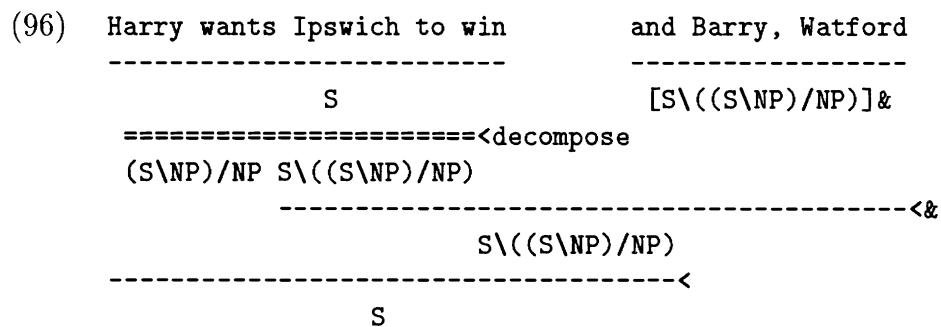 (96) Harry wants Ipswich to win and Barry, Watford
-------------------------- ------------------
S [S\((S\NP)/NP)]&
=======================<decompose
(S\NP)/NP S\((S\NP)/NP)
-----------------------------------------<&
S\((S\NP)/NP)
-------------------------------------<
S